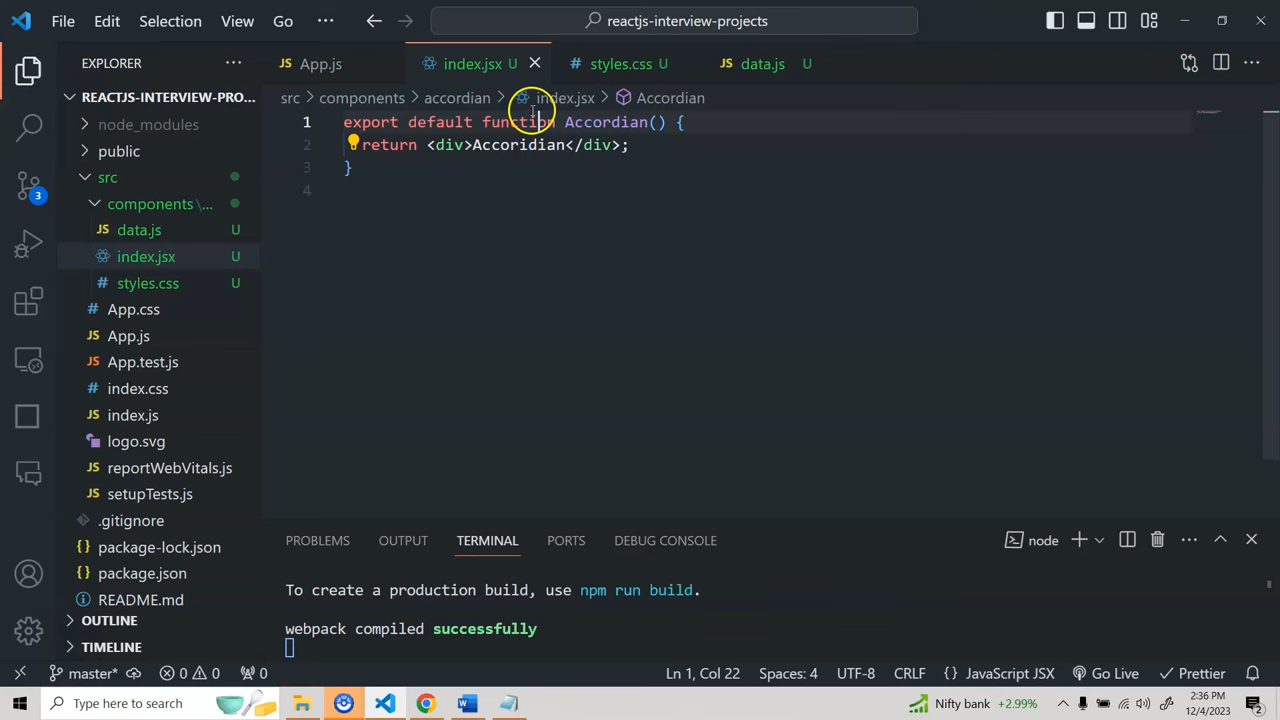 File Edit Selection View Go ··· reactjs-interview-projects
EXPLORER ···
App.js index.jsx U styles.css U data.js U
REACTJS-INTERVIEW-PRO...
src > components > accordian > index.jsx > Accordian
node_modules
public
src
components \ ...
data.js U
index.jsx U
styles.css U
App.css
App.js
App.test.js
index.css
index.js
logo.svg
reportWebVitals.js
setupTests.js
.gitignore
package-lock.json
package.json
README.md
OUTLINE
TIMELINE
3
1 export default function Accordian() {
2 return <div>Accoridian</div>;
3 }
4
PROBLEMS OUTPUT TERMINAL PORTS DEBUG CONSOLE node
To create a production build, use npm run build.
webpack compiled successfully
master* 0 0 0 Ln 1, Col 22 Spaces: 4 UTF-8 CRLF {} JavaScript JSX Go Live Prettier
Type here to search Nifty bank +2.99% 2:36 PM
12/4/2023 2